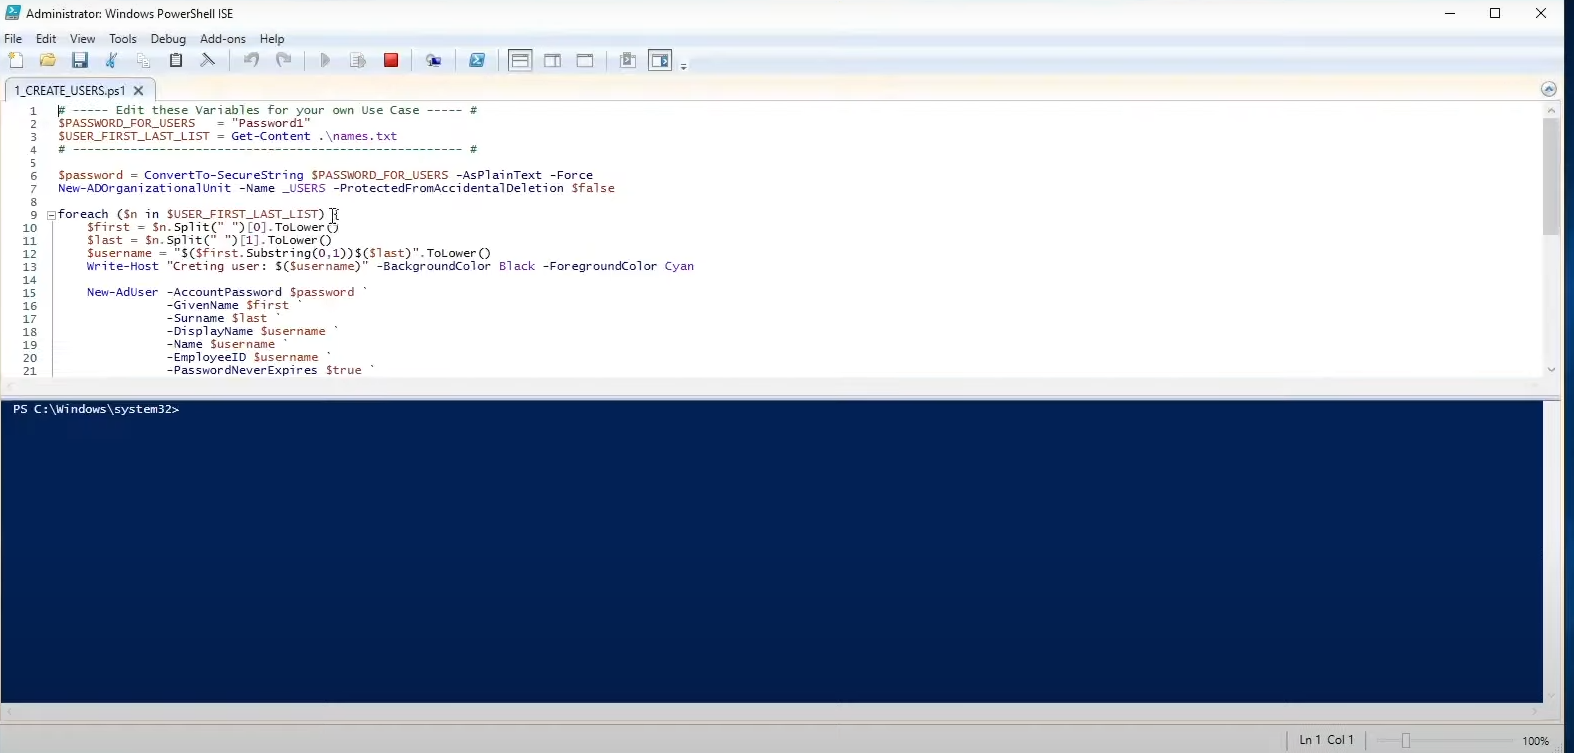 Administrator: Windows PowerShell ISE
File Edit View Tools Debug Add-ons Help
1_CREATE_USERS.ps1
1 # ----- Edit these Variables for your own Use Case ----- #
2 $PASSWORD_FOR_USERS = "Password1"
3 $USER_FIRST_LAST_LIST = Get-Content .\names.txt
4 # ------------------------------------------------------ #
5
6 $password = ConvertTo-SecureString $PASSWORD_FOR_USERS -AsPlainText -Force
7 New-ADOrganizationalUnit -Name _USERS -ProtectedFromAccidentalDeletion $false
8
9 foreach ($n in $USER_FIRST_LAST_LIST) {
10 $first = $n.Split(" ")[0].ToLower()
11 $last = $n.Split(" ")[1].ToLower()
12 $username = "$($first.Substring(0,1))$($last)".ToLower()
13 Write-Host "Creting user: $($username)" -BackgroundColor Black -ForegroundColor Cyan
14
15 New-AdUser -AccountPassword $password `
16 -GivenName $first `
17 -Surname $last `
18 -DisplayName $username `
19 -Name $username `
20 -EmployeeID $username `
21 -PasswordNeverExpires $true `
PS C:\Windows\system32>
Ln 1 Col 1 100%